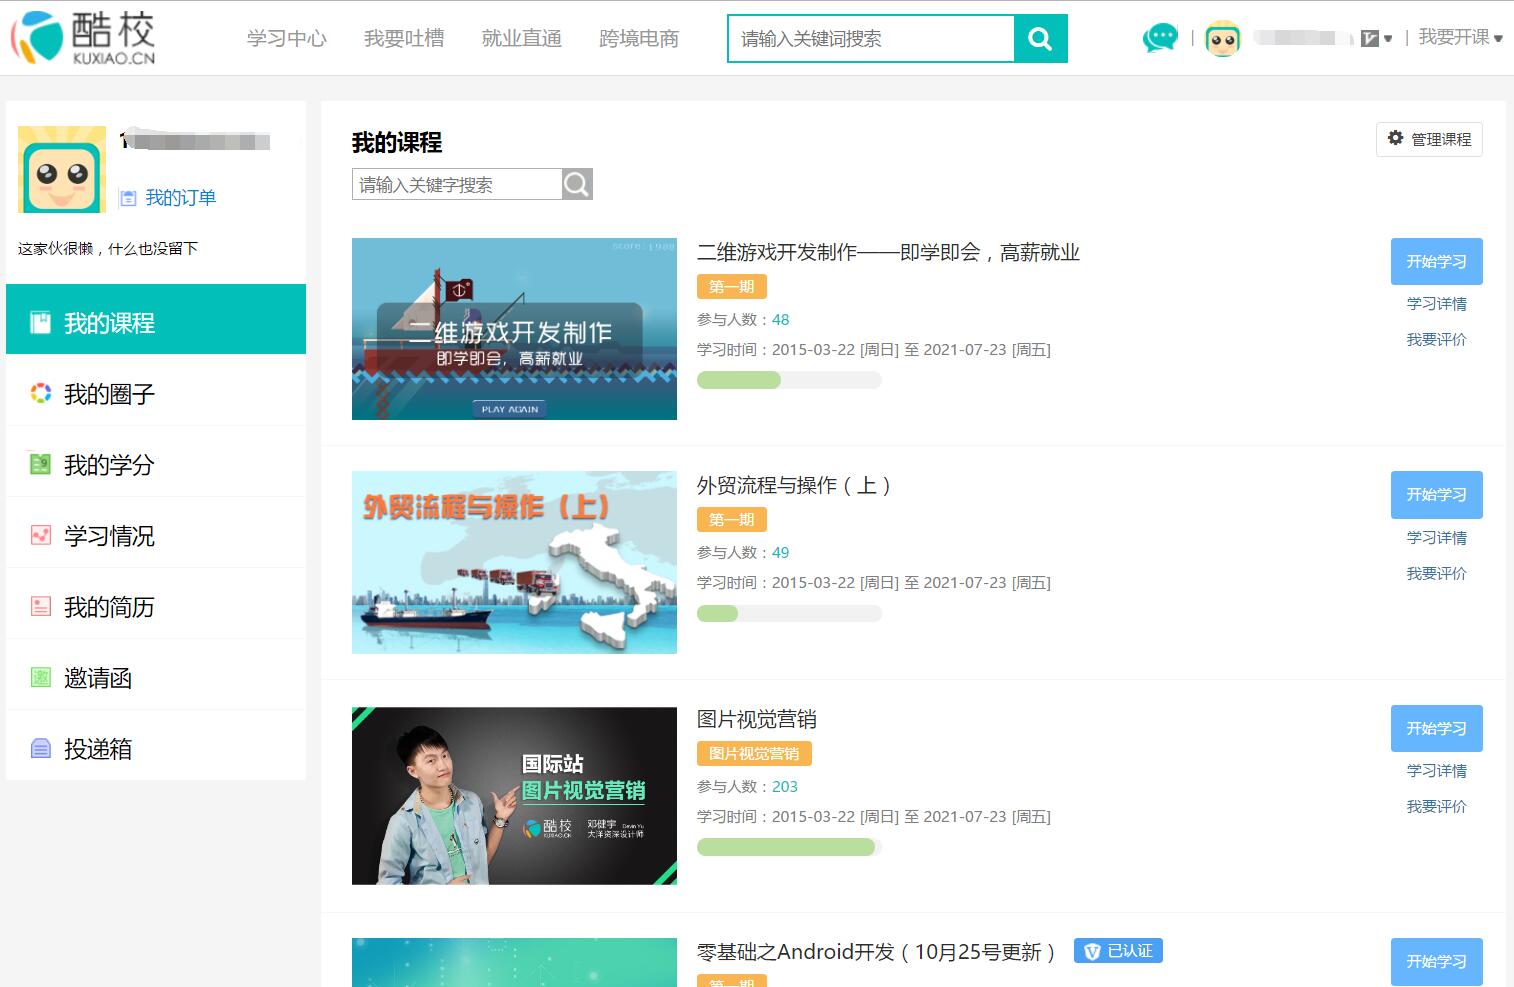 酷校
KUXIAO.CN
学习中心 我要吐槽 就业直通 跨境电商
请输入关键词搜索
我要开课
我的订单
这家伙很懒，什么也没留下
我的课程
我的圈子
我的学分
学习情况
我的简历
邀请函
投递箱
我的课程
管理课程
请输入关键字搜索
score: 1988
二维游戏开发制作
即学即会，高薪就业
PLAY AGAIN
二维游戏开发制作——即学即会，高薪就业
第一期
参与人数：48
学习时间：2015-03-22 [周日] 至 2021-07-23 [周五]
开始学习
学习详情
我要评价
外贸流程与操作（上）
外贸流程与操作（上）
第一期
参与人数：49
学习时间：2015-03-22 [周日] 至 2021-07-23 [周五]
开始学习
学习详情
我要评价
国际站
图片视觉营销
酷校
KUXIAO.CN
邓健宇
大洋资深设计师
图片视觉营销
图片视觉营销
参与人数：203
学习时间：2015-03-22 [周日] 至 2021-07-23 [周五]
开始学习
学习详情
我要评价
零基础之Android开发（10月25号更新） 已认证
第一期
开始学习